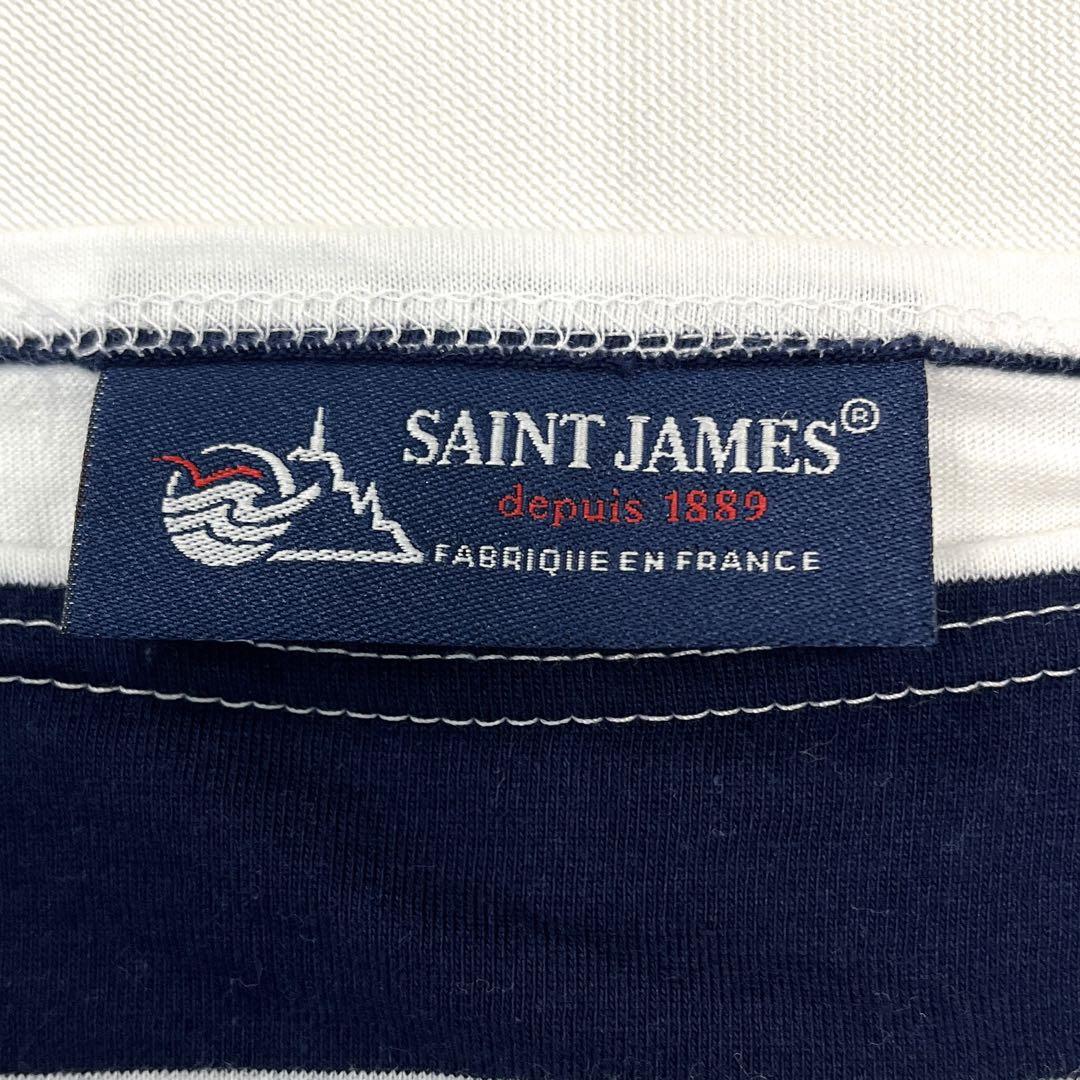 SAINT JAMES®
depuis 1889
FABRIQUE EN FRANCE